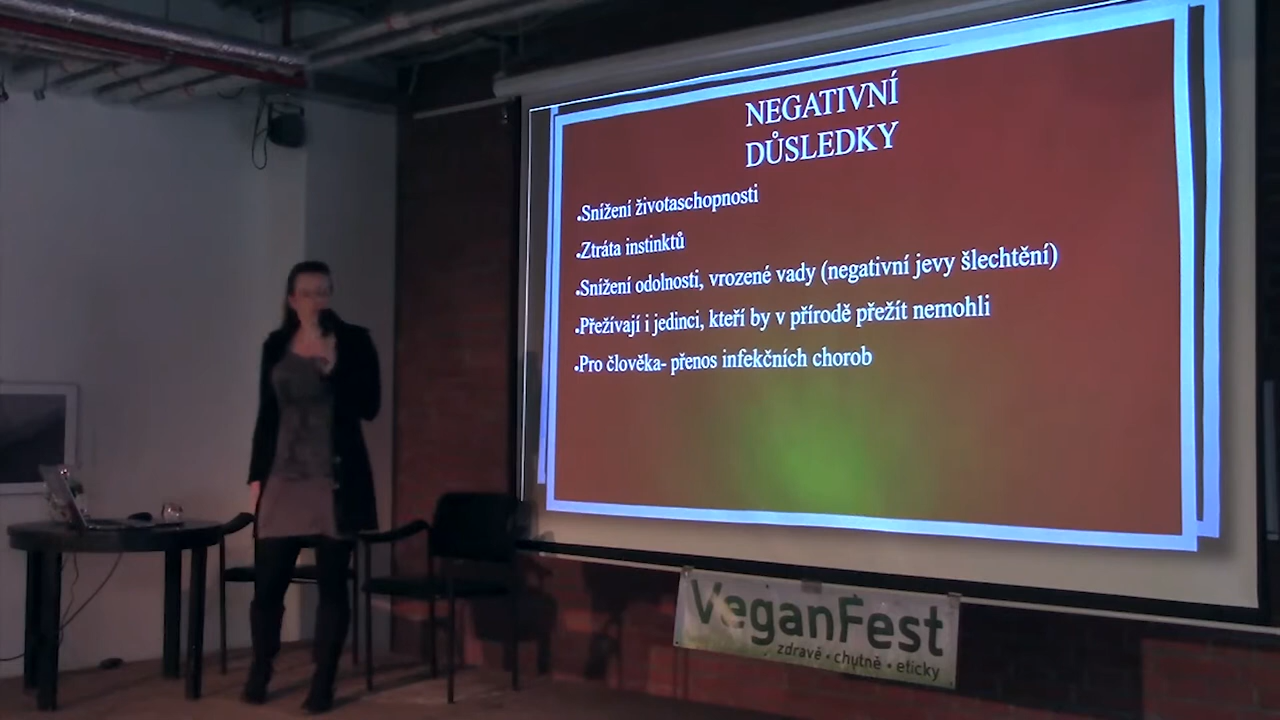 NEGATIVNÍ
DŮSLEDKY
•Snížení životaschopnosti
•Ztráta instinktů
•Snížení odolnosti, vrozené vady (negativní jevy šlechtění)
•Přežívají i jedinci, kteří by v přírodě přežít nemohli
•Pro člověka- přenos infekčních chorob
VeganFest
zdravě • chutně • eticky